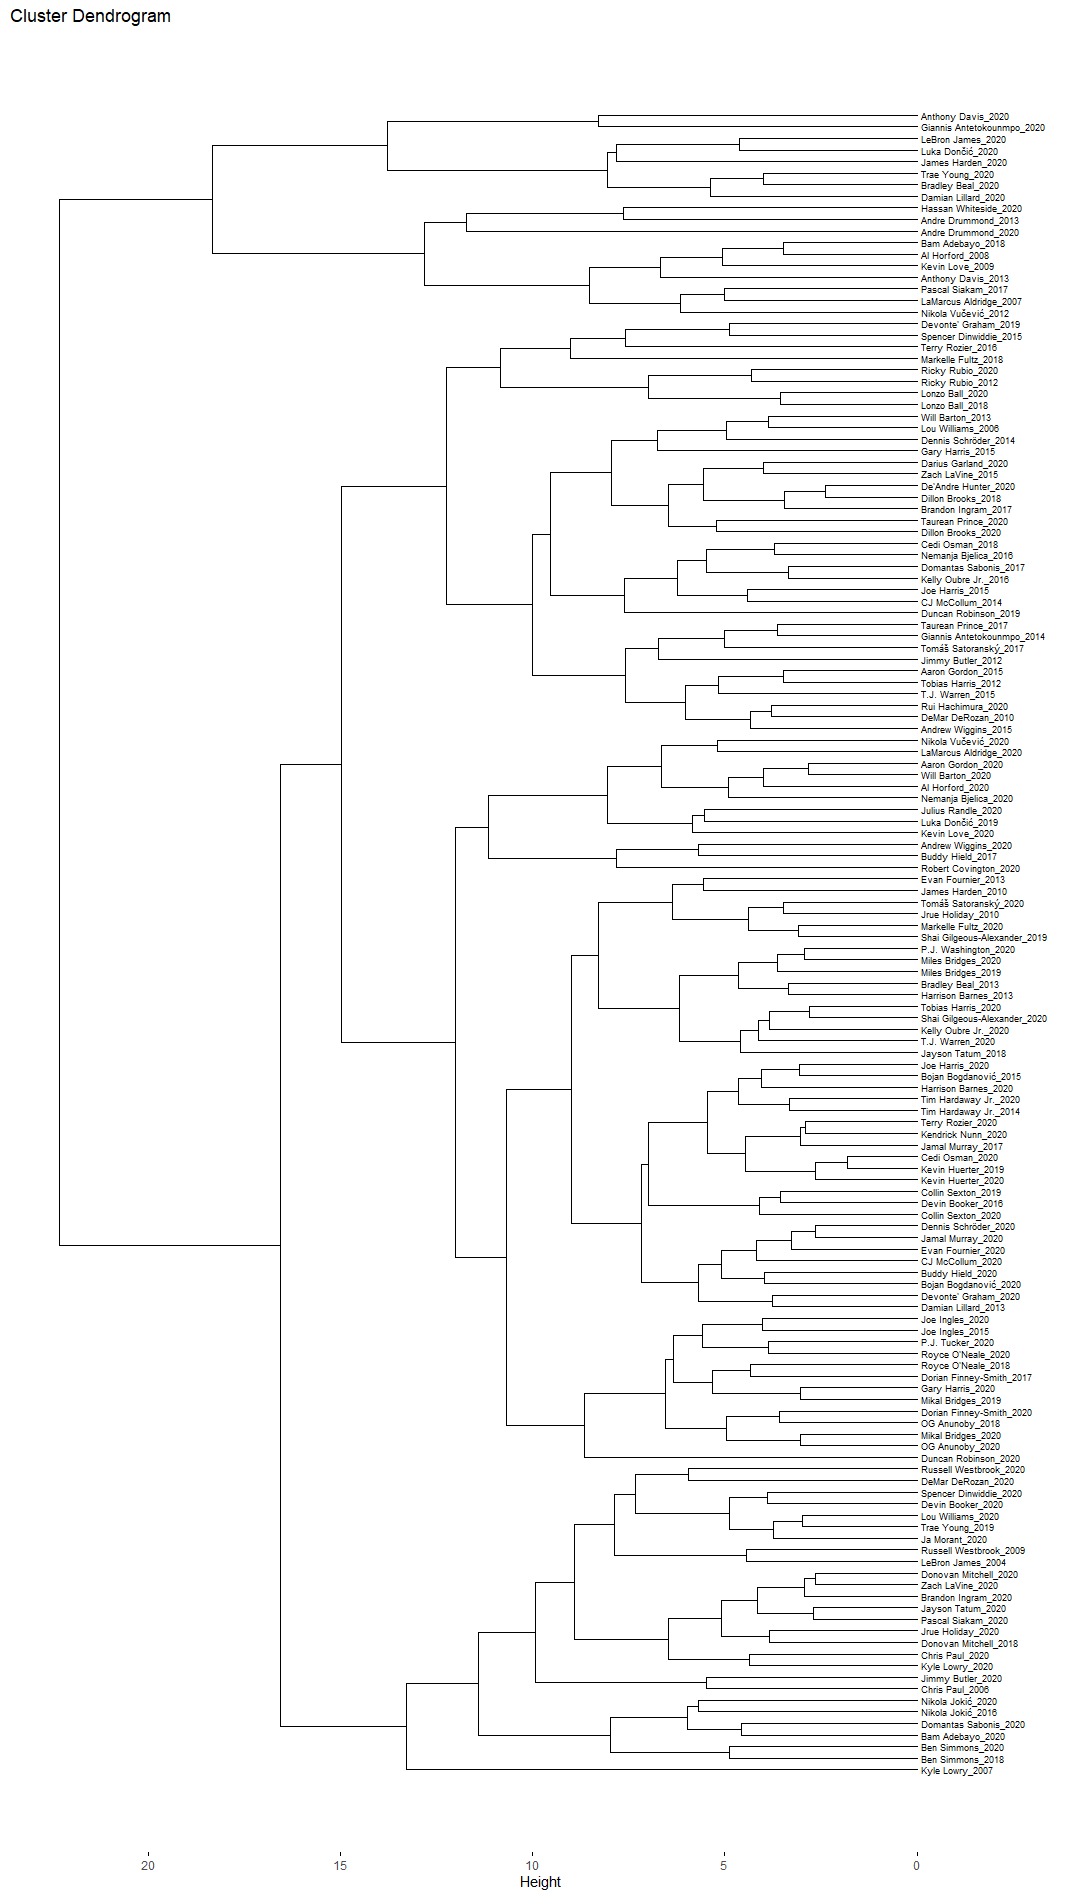 Cluster Dendrogram
Anthony Davis_2020
Giannis Antetokounmpo_2020
LeBron James_2020
Luka Dončić_2020
James Harden_2020
Trae Young_2020
Bradley Beal_2020
Damian Lillard_2020
Hassan Whiteside_2020
Andre Drummond_2013
Andre Drummond_2020
Bam Adebayo_2018
Al Horford_2008
Kevin Love_2009
Anthony Davis_2013
Pascal Siakam_2017
LaMarcus Aldridge_2007
Nikola Vučević_2012
Devonte' Graham_2019
Spencer Dinwiddie_2015
Terry Rozier_2016
Markelle Fultz_2018
Ricky Rubio_2020
Ricky Rubio_2012
Lonzo Ball_2020
Lonzo Ball_2018
Will Barton_2013
Lou Williams_2006
Dennis Schröder_2014
Gary Harris_2015
Darius Garland_2020
Zach LaVine_2015
De'Andre Hunter_2020
Dillon Brooks_2018
Brandon Ingram_2017
Taurean Prince_2020
Dillon Brooks_2020
Cedi Osman_2018
Nemanja Bjelica_2016
Domantas Sabonis_2017
Kelly Oubre Jr._2016
Joe Harris_2015
CJ McCollum_2014
Duncan Robinson_2019
Taurean Prince_2017
Giannis Antetokounmpo_2014
Tomáš Satoranský_2017
Jimmy Butler_2012
Aaron Gordon_2015
Tobias Harris_2012
T.J. Warren_2015
Rui Hachimura_2020
DeMar DeRozan_2010
Andrew Wiggins_2015
Nikola Vučević_2020
LaMarcus Aldridge_2020
Aaron Gordon_2020
Will Barton_2020
Al Horford_2020
Nemanja Bjelica_2020
Julius Randle_2020
Luka Dončić_2019
Kevin Love_2020
Andrew Wiggins_2020
Buddy Hield_2017
Robert Covington_2020
Evan Fournier_2013
James Harden_2010
Tomáš Satoranský_2020
Jrue Holiday_2010
Markelle Fultz_2020
Shai Gilgeous-Alexander_2019
P.J. Washington_2020
Miles Bridges_2020
Miles Bridges_2019
Bradley Beal_2013
Harrison Barnes_2013
Tobias Harris_2020
Shai Gilgeous-Alexander_2020
Kelly Oubre Jr._2020
T.J. Warren_2020
Jayson Tatum_2018
Joe Harris_2020
Bojan Bogdanović_2015
Harrison Barnes_2020
Tim Hardaway Jr._2020
Tim Hardaway Jr._2014
Terry Rozier_2020
Kendrick Nunn_2020
Jamal Murray_2017
Cedi Osman_2020
Kevin Huerter_2019
Kevin Huerter_2020
Collin Sexton_2019
Devin Booker_2016
Collin Sexton_2020
Dennis Schröder_2020
Jamal Murray_2020
Evan Fournier_2020
CJ McCollum_2020
Buddy Hield_2020
Bojan Bogdanović_2020
Devonte' Graham_2020
Damian Lillard_2013
Joe Ingles_2020
Joe Ingles_2015
P.J. Tucker_2020
Royce O'Neale_2020
Royce O'Neale_2018
Dorian Finney-Smith_2017
Gary Harris_2020
Mikal Bridges_2019
Dorian Finney-Smith_2020
OG Anunoby_2018
Mikal Bridges_2020
OG Anunoby_2020
Duncan Robinson_2020
Russell Westbrook_2020
DeMar DeRozan_2020
Spencer Dinwiddie_2020
Devin Booker_2020
Lou Williams_2020
Trae Young_2019
Ja Morant_2020
Russell Westbrook_2009
LeBron James_2004
Donovan Mitchell_2020
Zach LaVine_2020
Brandon Ingram_2020
Jayson Tatum_2020
Pascal Siakam_2020
Jrue Holiday_2020
Donovan Mitchell_2018
Chris Paul_2020
Kyle Lowry_2020
Jimmy Butler_2020
Chris Paul_2006
Nikola Jokić_2020
Nikola Jokić_2016
Domantas Sabonis_2020
Bam Adebayo_2020
Ben Simmons_2020
Ben Simmons_2018
Kyle Lowry_2007
20 15 10 5 0
Height